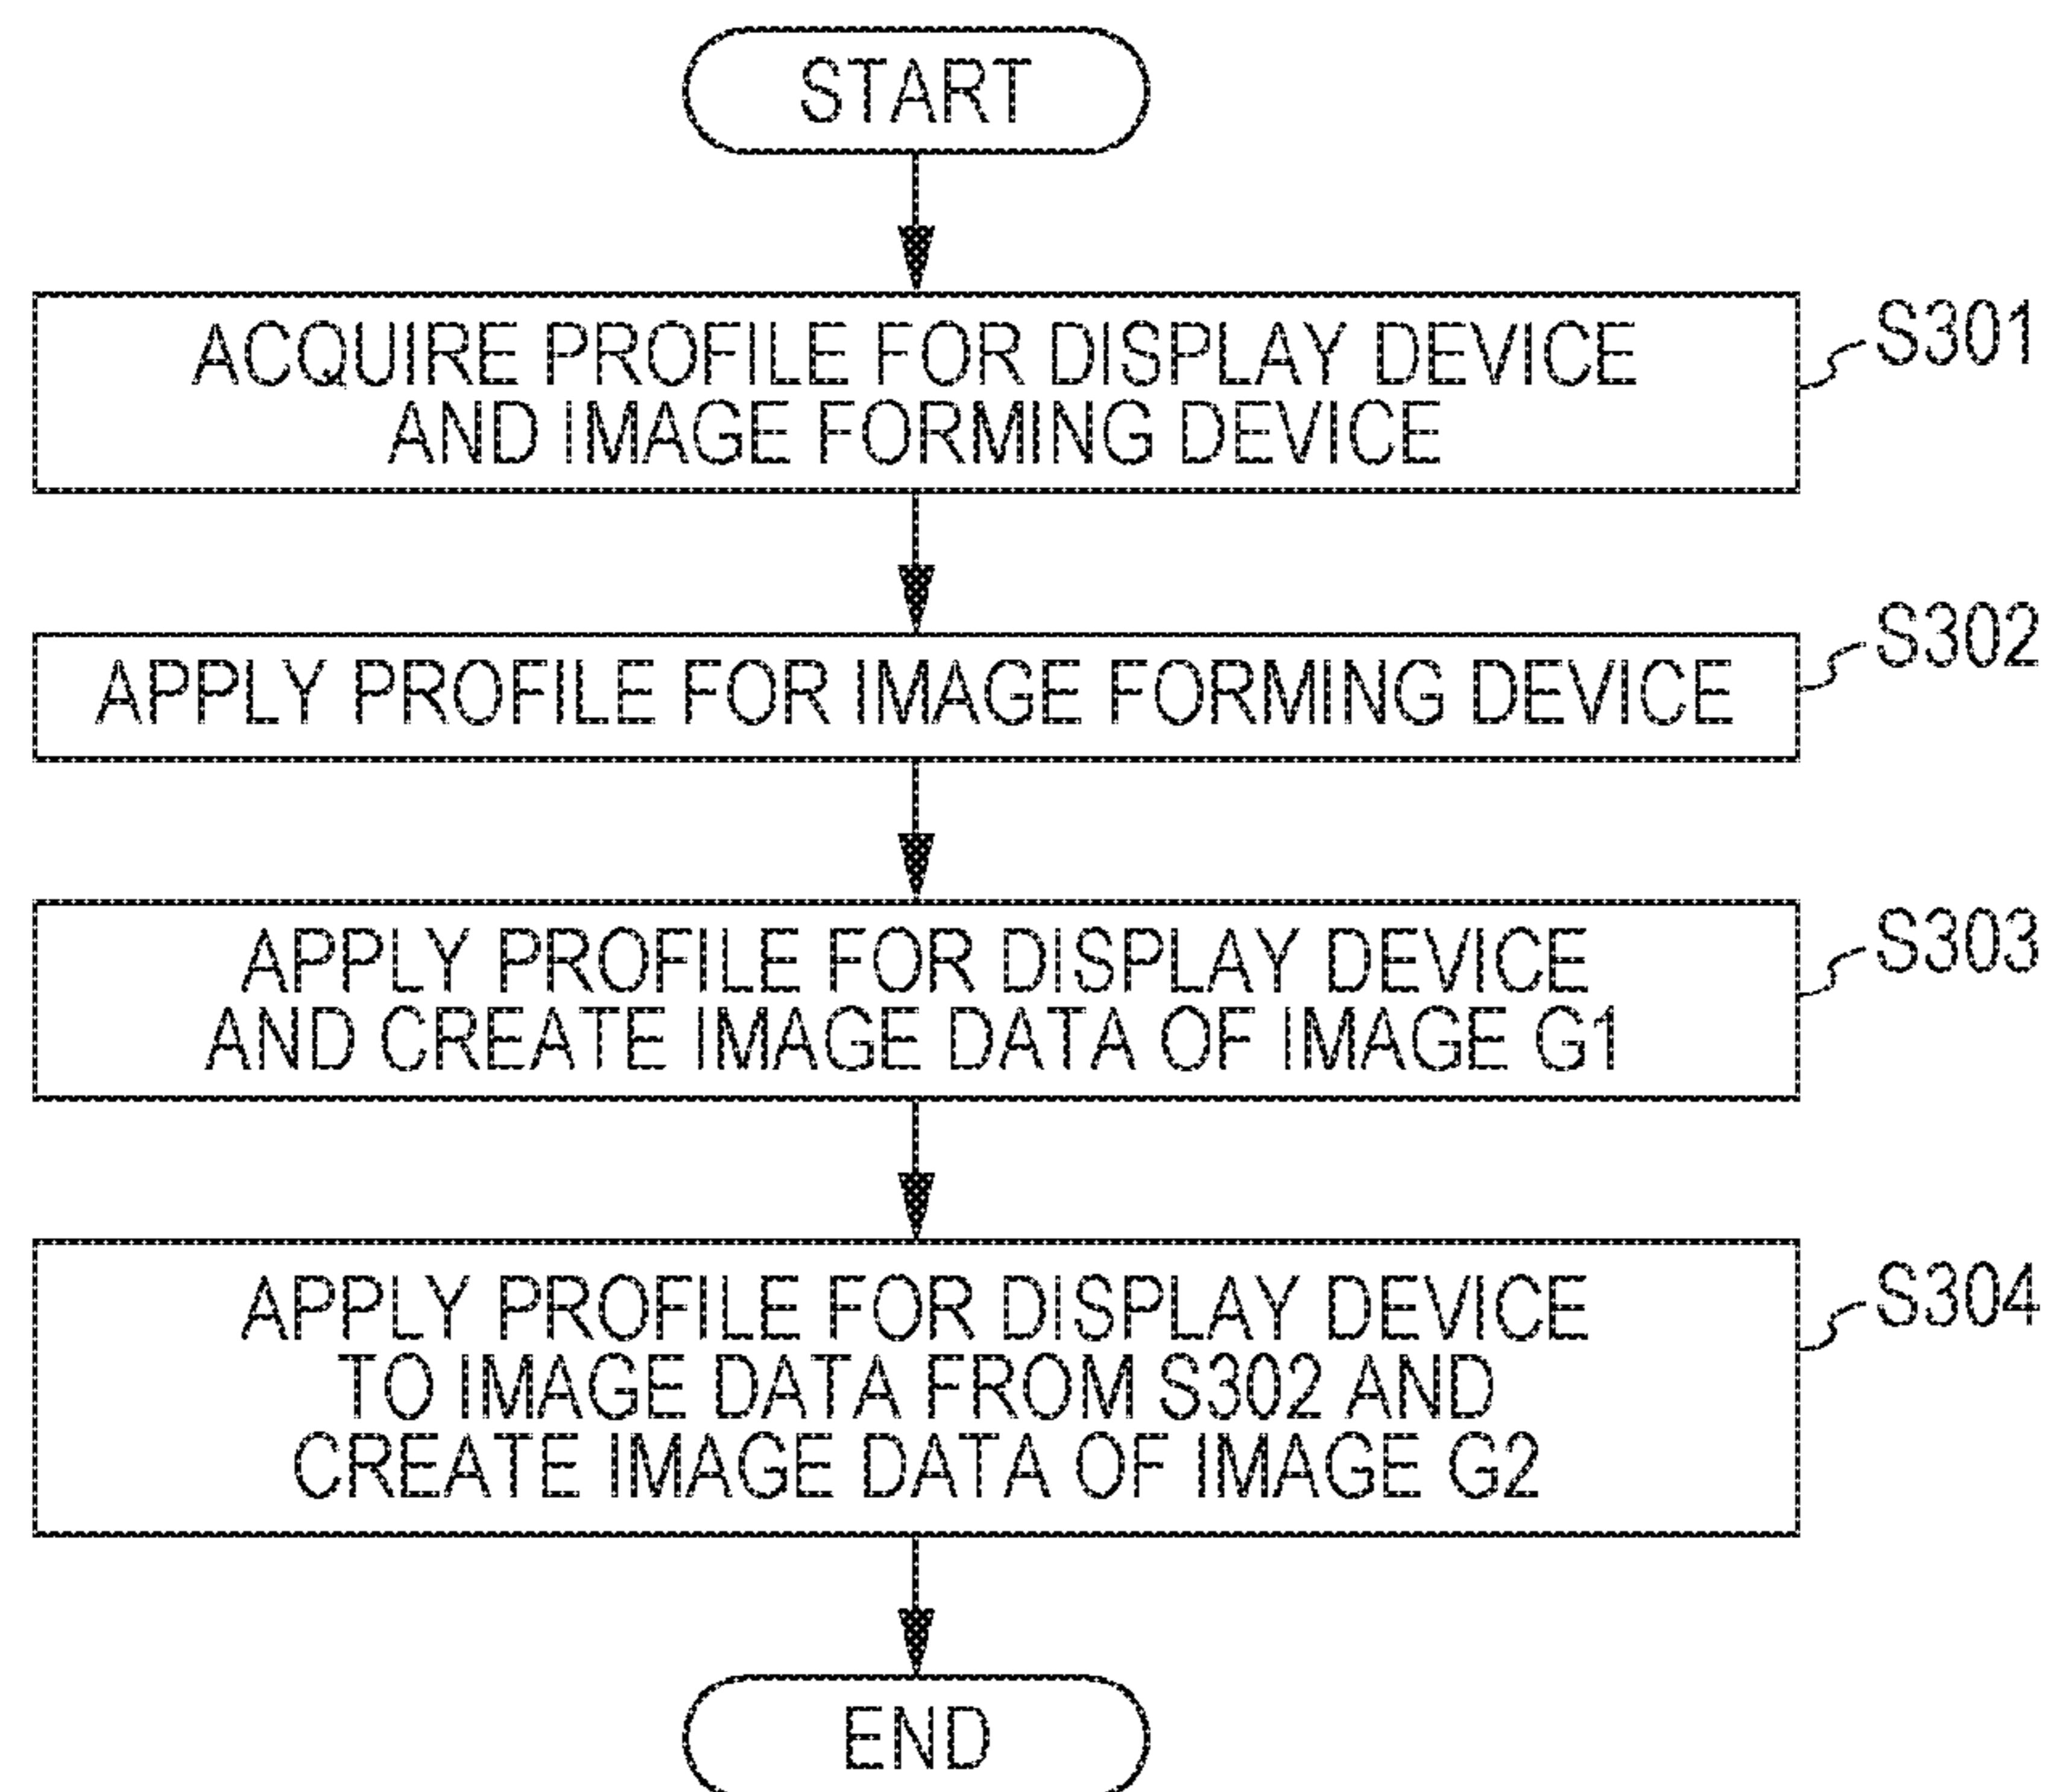 START
ACQUIRE PROFILE FOR DISPLAY DEVICE
AND IMAGE FORMING DEVICE
S301
APPLY PROFILE FOR IMAGE FORMING DEVICE
S302
APPLY PROFILE FOR DISPLAY DEVICE
AND CREATE IMAGE DATA OF IMAGE G1
S303
APPLY PROFILE FOR DISPLAY DEVICE
TO IMAGE DATA FROM S302 AND
CREATE IMAGE DATA OF IMAGE G2
S304
END